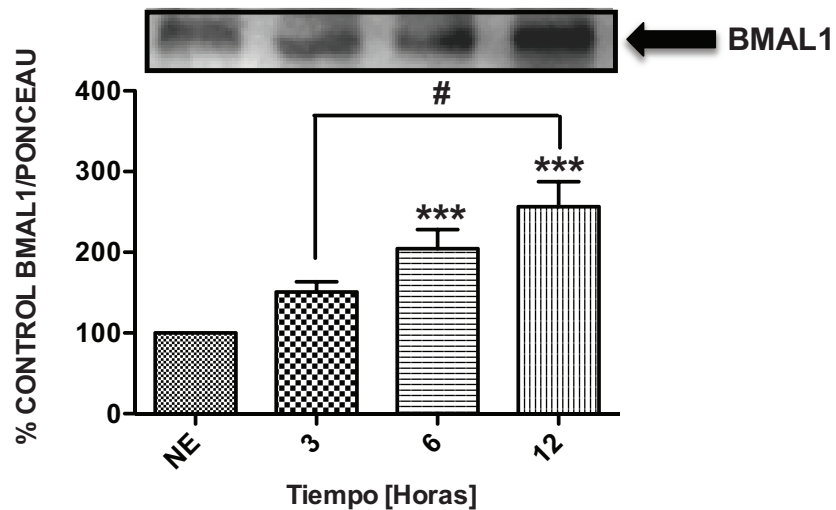 BMAL1
% CONTROL BMAL1/PONCEAU
400
300
200
100
0
#
***
***
NE
3
6
12
Tiempo [Horas]